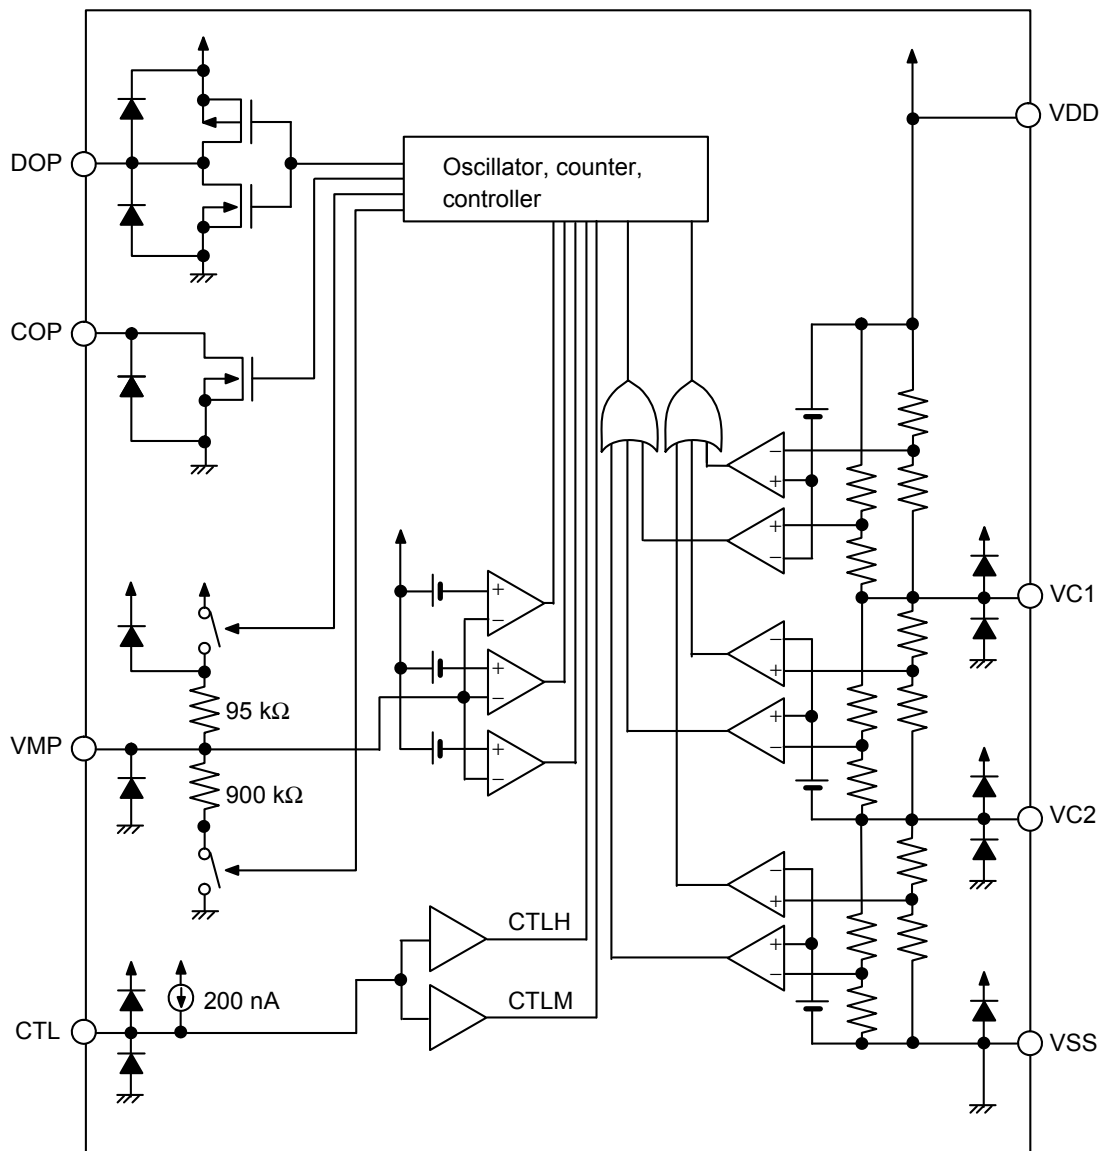 VDD
DOP
Oscillator, counter,
controller
COP
VC1
95 kΩ
VMP
900 kΩ
VC2
CTLH
CTLM
200 nA
CTL
VSS